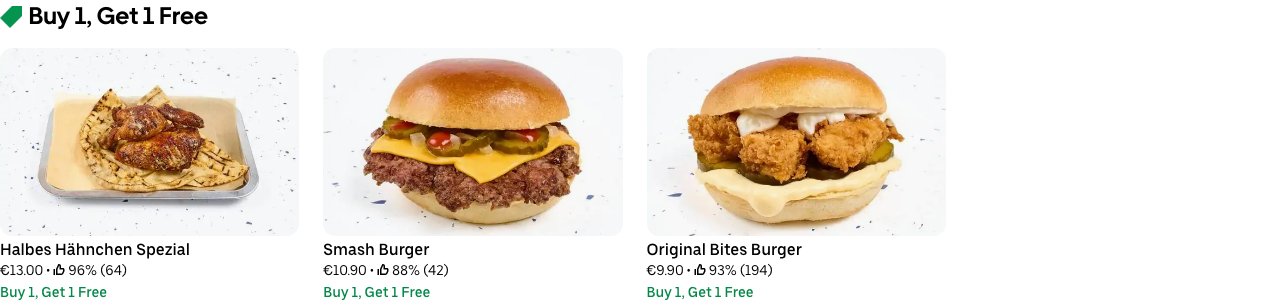 Buy 1, Get 1 Free
Halbes Hähnchen Spezial
€13.00 • 96% (64)
Buy 1, Get 1 Free
Smash Burger
€10.90 • 88% (42)
Buy 1, Get 1 Free
Original Bites Burger
€9.90 • 93% (194)
Buy 1, Get 1 Free